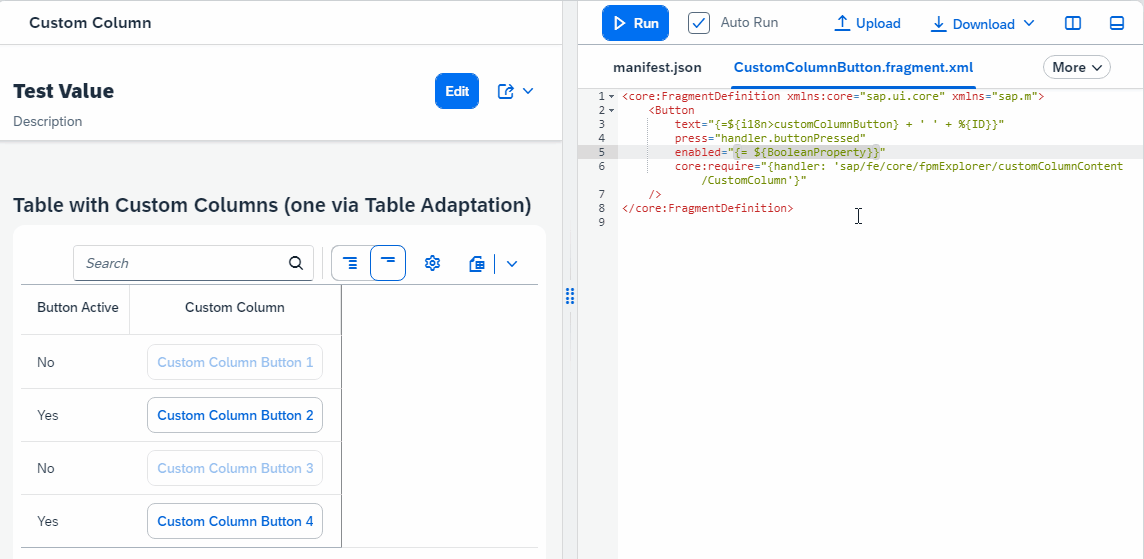 Custom Column
Test Value
Edit
Description
Table with Custom Columns (one via Table Adaptation)
Search
Button Active Custom Column
No Custom Column Button 1
Yes Custom Column Button 2
No Custom Column Button 3
Yes Custom Column Button 4
Run Auto Run Upload Download
manifest.json CustomColumnButton.fragment.xml More
1 <core:FragmentDefinition xmlns:core="sap.ui.core" xmlns="sap.m">
2 <Button
3 text="{=${i18n>customColumnButton} + ' ' + %{ID}}"
4 press="handler.buttonPressed"
5 enabled="{= ${BooleanProperty}}"
6 core:require="{handler: 'sap/fe/core/fpmExplorer/customColumnContent
/CustomColumn'}"
7 />
8 </core:FragmentDefinition>
9